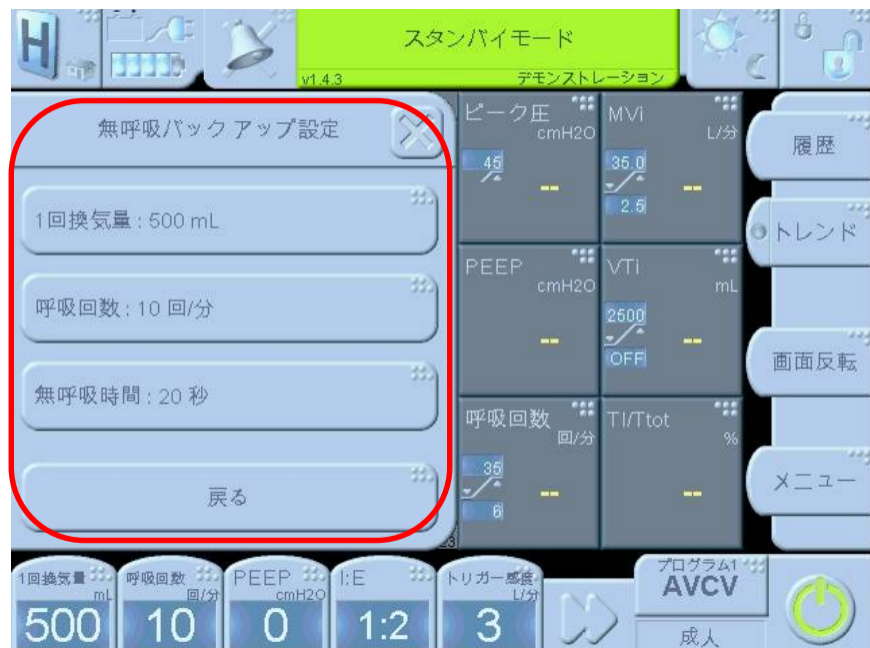 H
スタンバイモード
v1.4.3
デモンストレーション
無呼吸バック アップ設定
1回換気量 : 500 mL
呼吸回数 : 10 回/分
無呼吸時間 : 20 秒
戻る
ピーク圧
cmH2O
45
--
MVi
L/分
35.0
2.5
--
PEEP
cmH2O
--
VTi
mL
2500
OFF
--
呼吸回数
回/分
35
6
--
TI/Ttot
%
--
履歴
トレンド
画面反転
メニュー
1回換気量
mL
500
呼吸回数
回/分
10
PEEP
cmH2O
0
I:E
1:2
トリガー感度
L/分
3
プログラム1
AVCV
成人